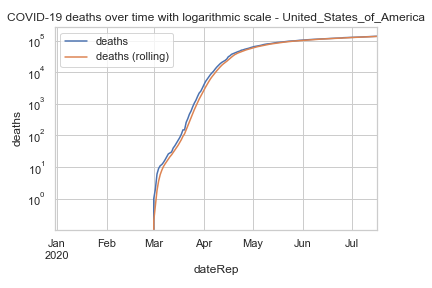 COVID-19 deaths over time with logarithmic scale - United_States_of_America
deaths
deaths (rolling)
10^5
10^4
10^3
10^2
10^1
10^0
deaths
Jan Feb Mar Apr May Jun Jul
2020
dateRep